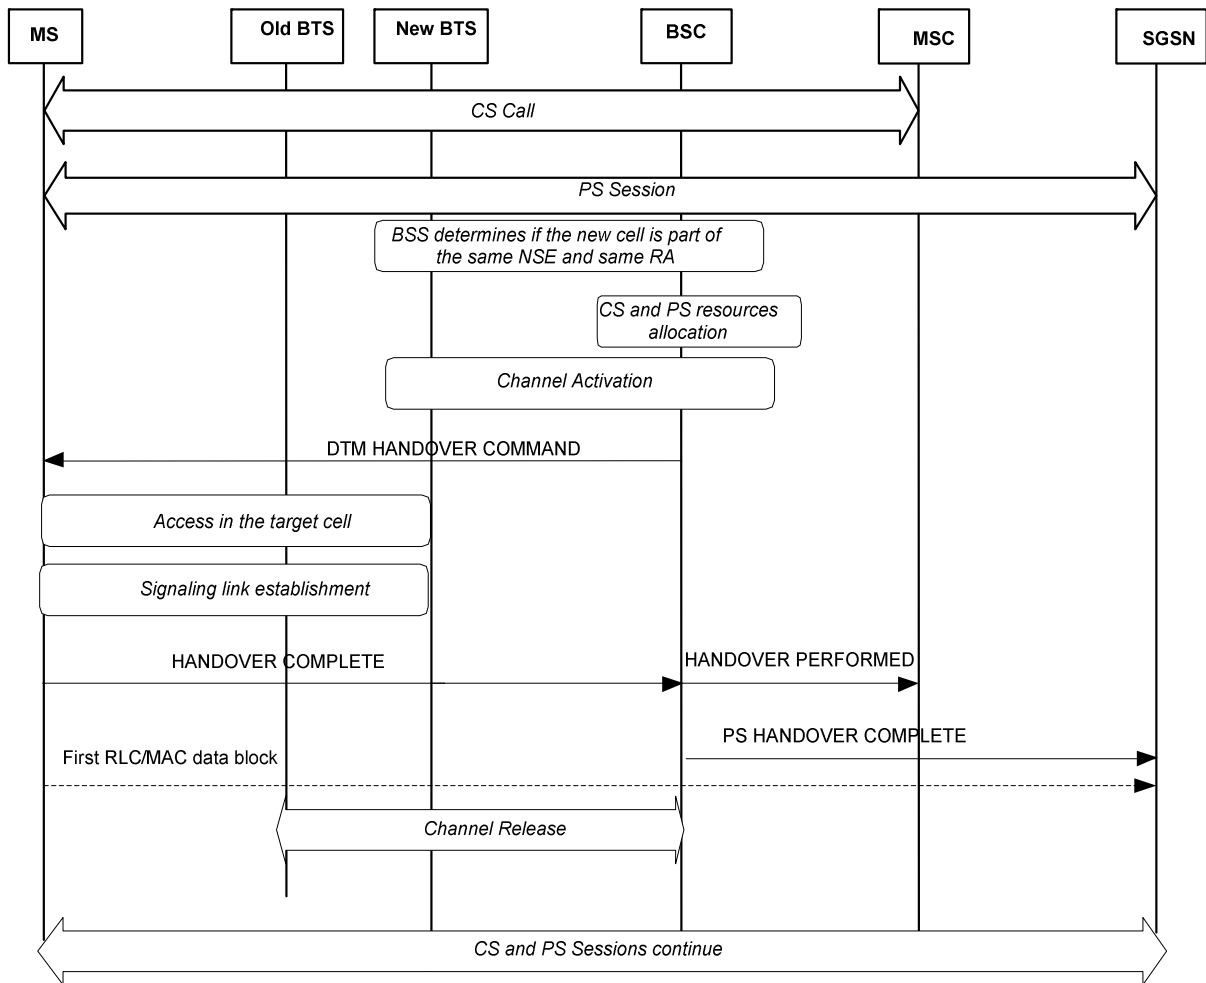 MS
Old BTS
New BTS
BSC
MSC
SGSN
CS Call
PS Session
BSS determines if the new cell is part of
the same NSE and same RA
CS and PS resources
allocation
Channel Activation
DTM HANDOVER COMMAND
Access in the target cell
Signaling link establishment
HANDOVER COMPLETE
HANDOVER PERFORMED
PS HANDOVER COMPLETE
First RLC/MAC data block
Channel Release
CS and PS Sessions continue